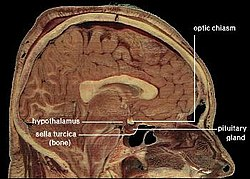 optic chiasm
hypothalamus
sella turcica
(bone)
pituitary
gland